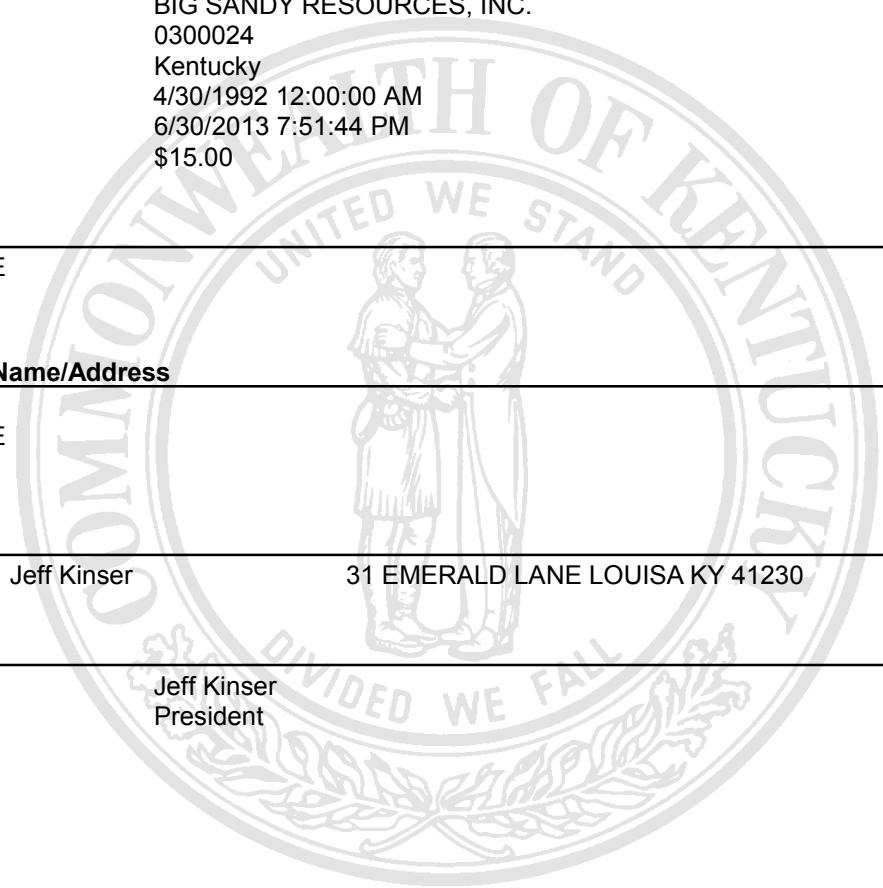 BIG SANDY RESOURCES, INC.
0300024
Kentucky
4/30/1992 12:00:00 AM
6/30/2013 7:51:44 PM
$15.00
COMMONWEALTH OF KENTUCKY
UNITED WE STAND
E
Name/Address
E
Jeff Kinser 31 EMERALD LANE LOUISA KY 41230
DIVIDED WE FALL
Jeff Kinser
President